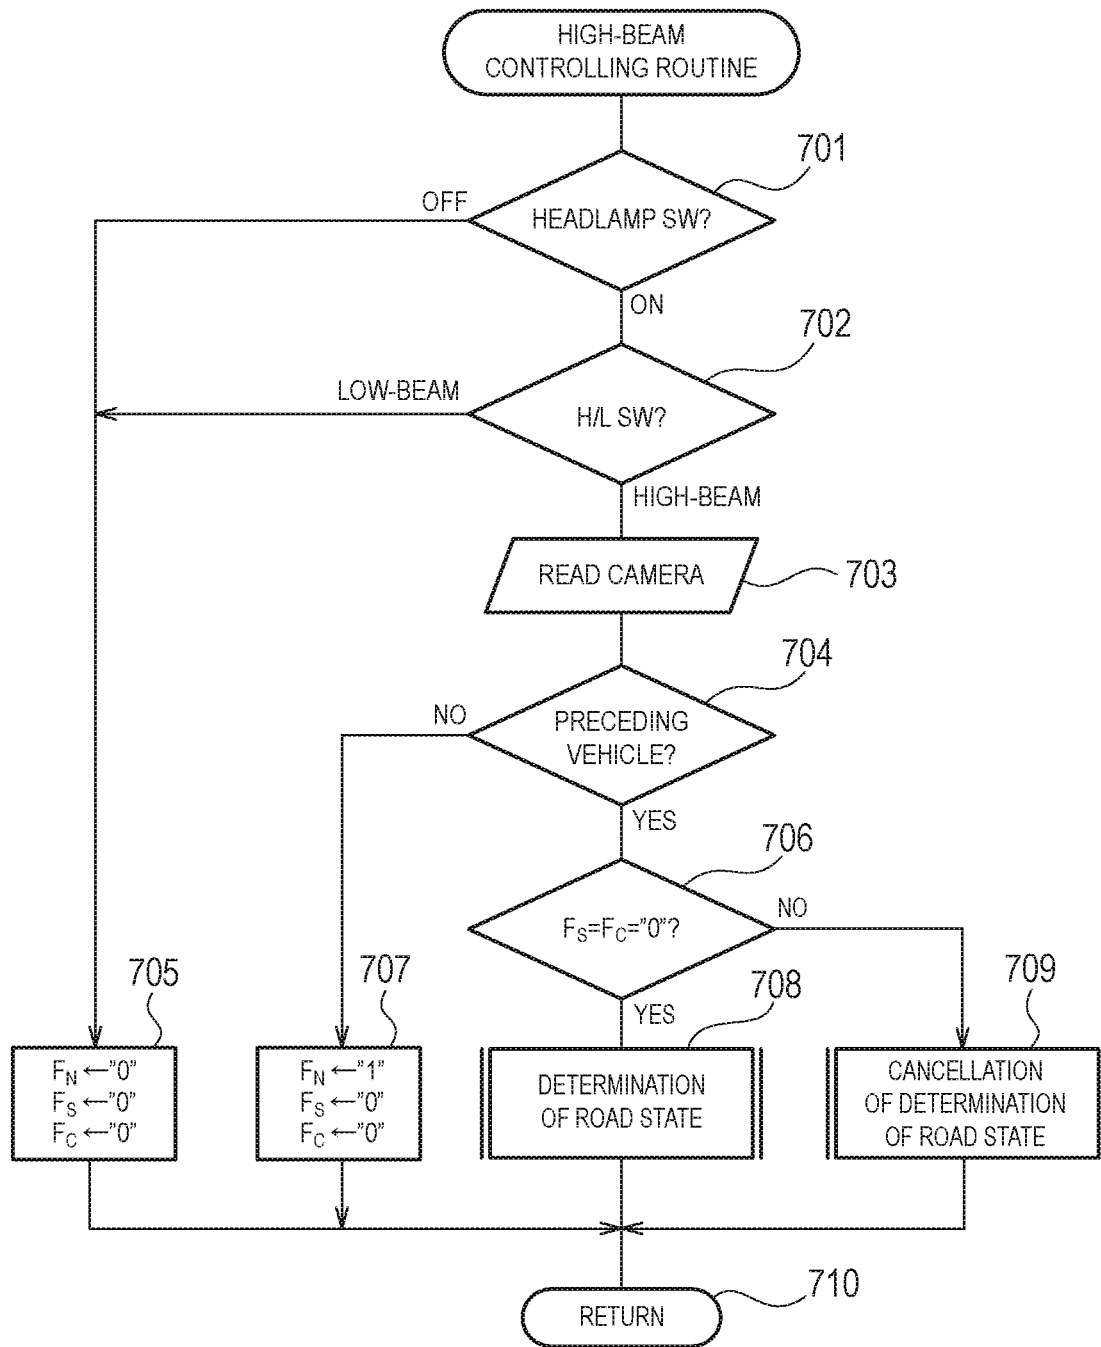 HIGH-BEAM
CONTROLLING ROUTINE
701
OFF
HEADLAMP SW?
ON
702
LOW-BEAM
H/L SW?
HIGH-BEAM
READ CAMERA
703
704
NO
PRECEDING
VEHICLE?
YES
706
NO
FS=FC="0"?
YES
705
FN←"0"
FS←"0"
FC←"0"
707
FN←"1"
FS←"0"
FC←"0"
708
DETERMINATION
OF ROAD STATE
709
CANCELLATION
OF DETERMINATION
OF ROAD STATE
710
RETURN